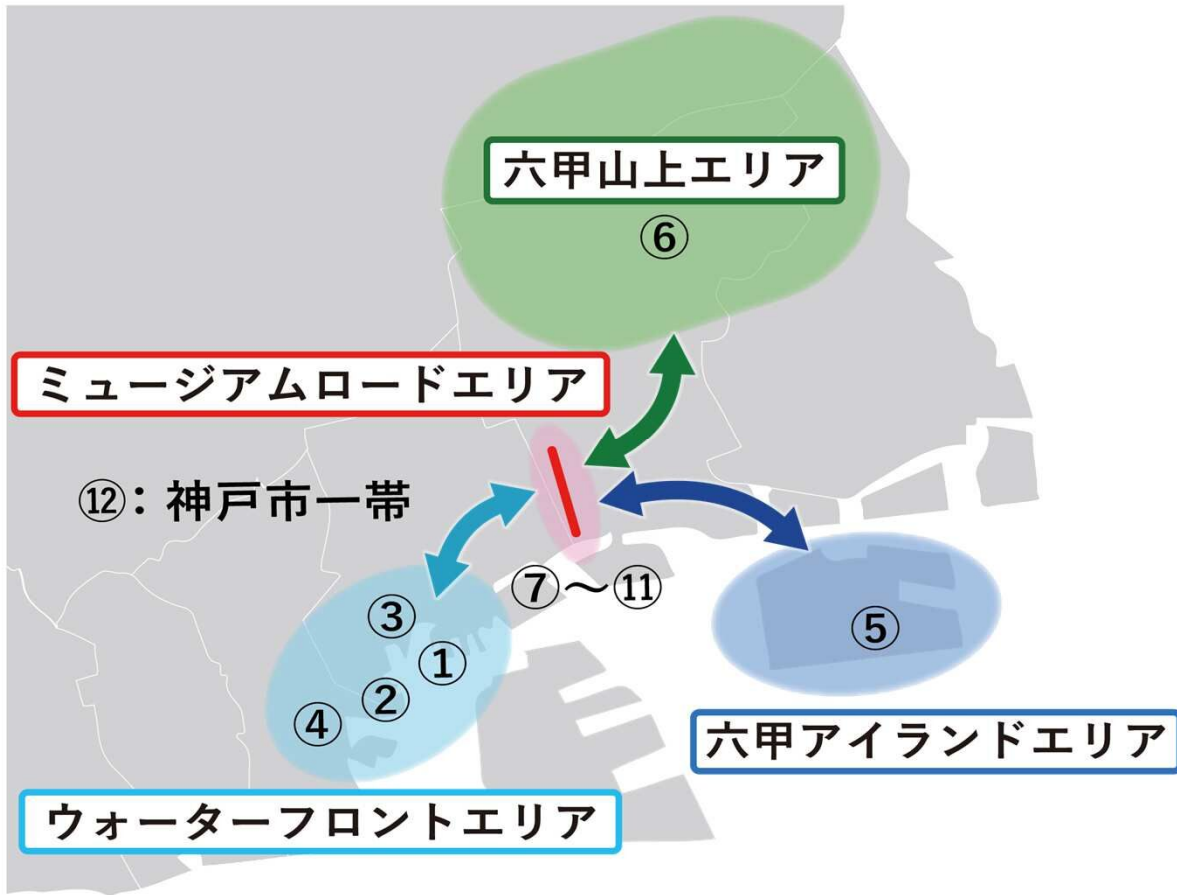 六甲山上エリア
⑥
ミュージアムロードエリア
⑫：神戸市一帯
⑦～⑪
③
①
②
④
⑤
六甲アイランドエリア
ウォーターフロントエリア